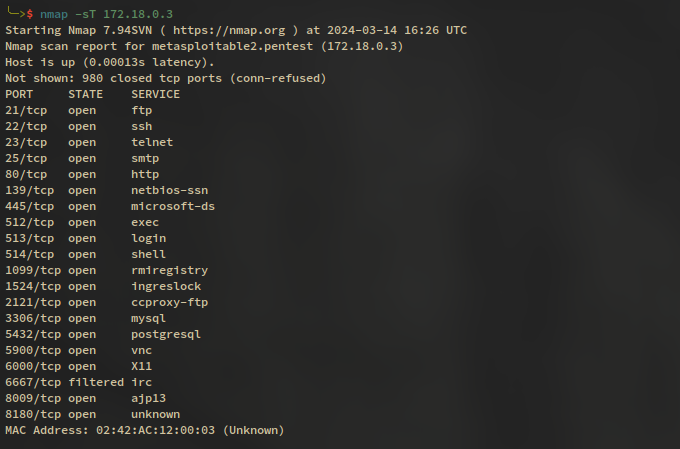 $ nmap -sT 172.18.0.3
Starting Nmap 7.94SVN ( https://nmap.org ) at 2024-03-14 16:26 UTC
Nmap scan report for metasploitable2.pentest (172.18.0.3)
Host is up (0.00013s latency).
Not shown: 980 closed tcp ports (conn-refused)
PORT     STATE    SERVICE
21/tcp   open     ftp
22/tcp   open     ssh
23/tcp   open     telnet
25/tcp   open     smtp
80/tcp   open     http
139/tcp  open     netbios-ssn
445/tcp  open     microsoft-ds
512/tcp  open     exec
513/tcp  open     login
514/tcp  open     shell
1099/tcp open     rmiregistry
1524/tcp open     ingreslock
2121/tcp open     ccproxy-ftp
3306/tcp open     mysql
5432/tcp open     postgresql
5900/tcp open     vnc
6000/tcp open     X11
6667/tcp filtered irc
8009/tcp open     ajp13
8180/tcp open     unknown
MAC Address: 02:42:AC:12:00:03 (Unknown)